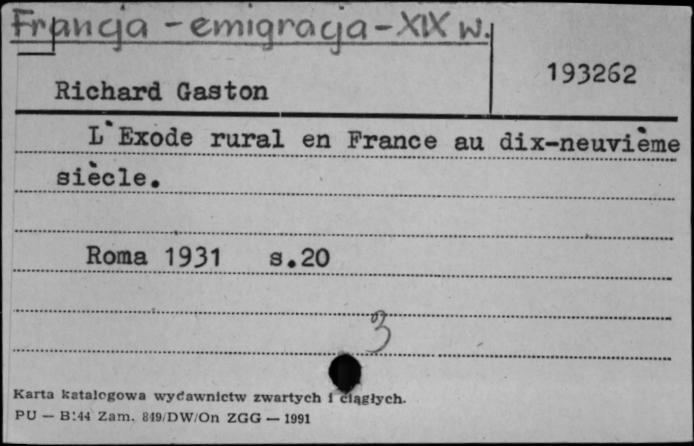 Francja - emigracja - XIX w.
193262
Richard Gaston
L`Exode rural en France au dix-neuvième
siècle.
Roma 1931 s.20
3
Karta katalogowa wydawnictw zwartych i ciągłych.
PU — B!44 Zam. 849/DW/On ZGG — 1991